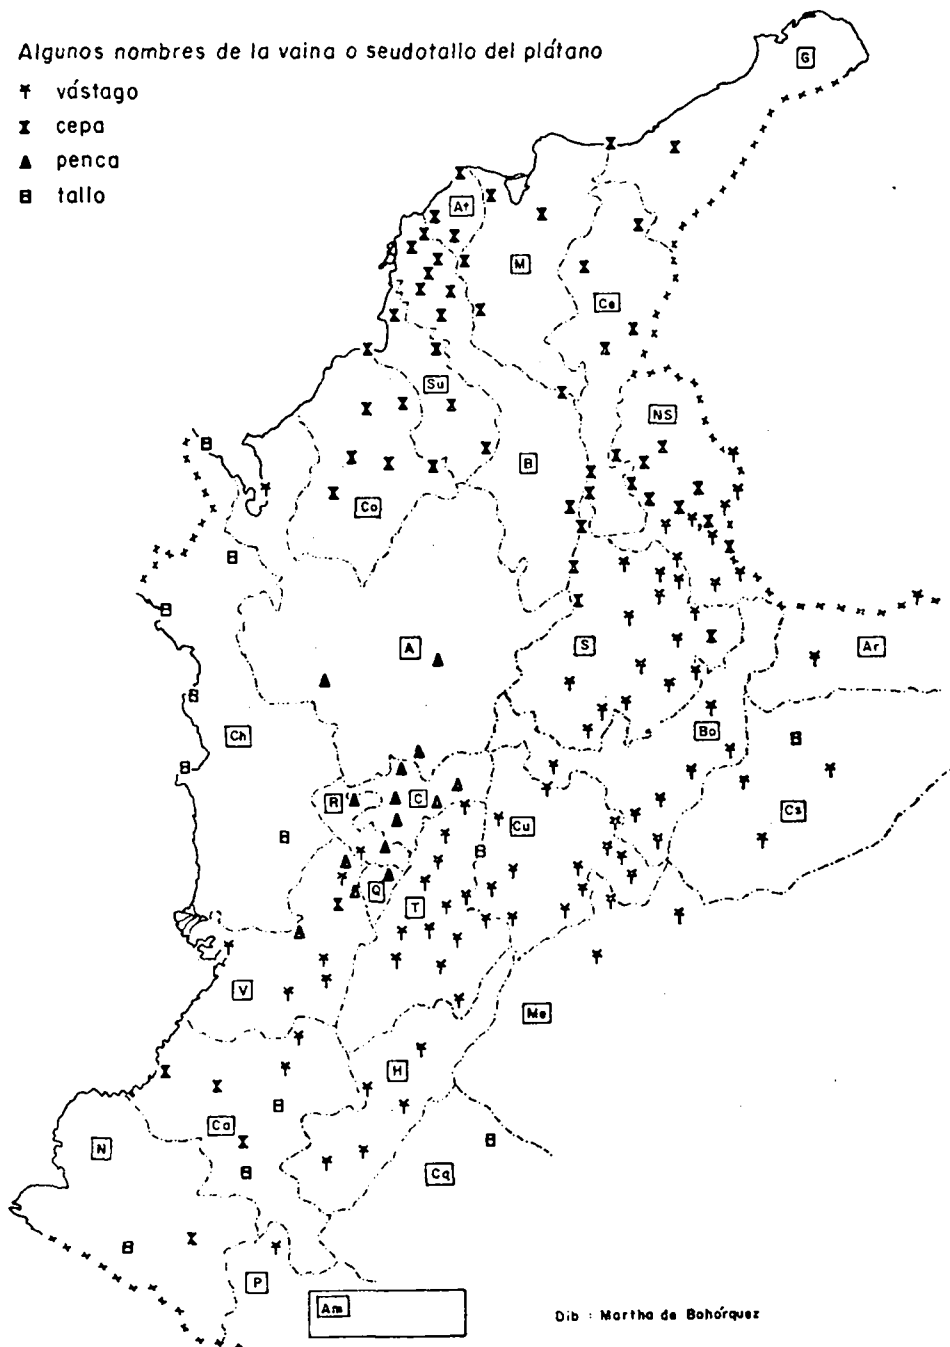 Algunos nombres de la vaina o seudotallo del plátano
vástago
cepa
penca
tallo
G
At
M
Ce
Su
NS
B
Co
A
S
Ar
Ch
Bo
R
C
Cu
Cs
Q
T
V
Me
H
Ca
N
Cq
P
Am
Dib : Martha de Bohórquez